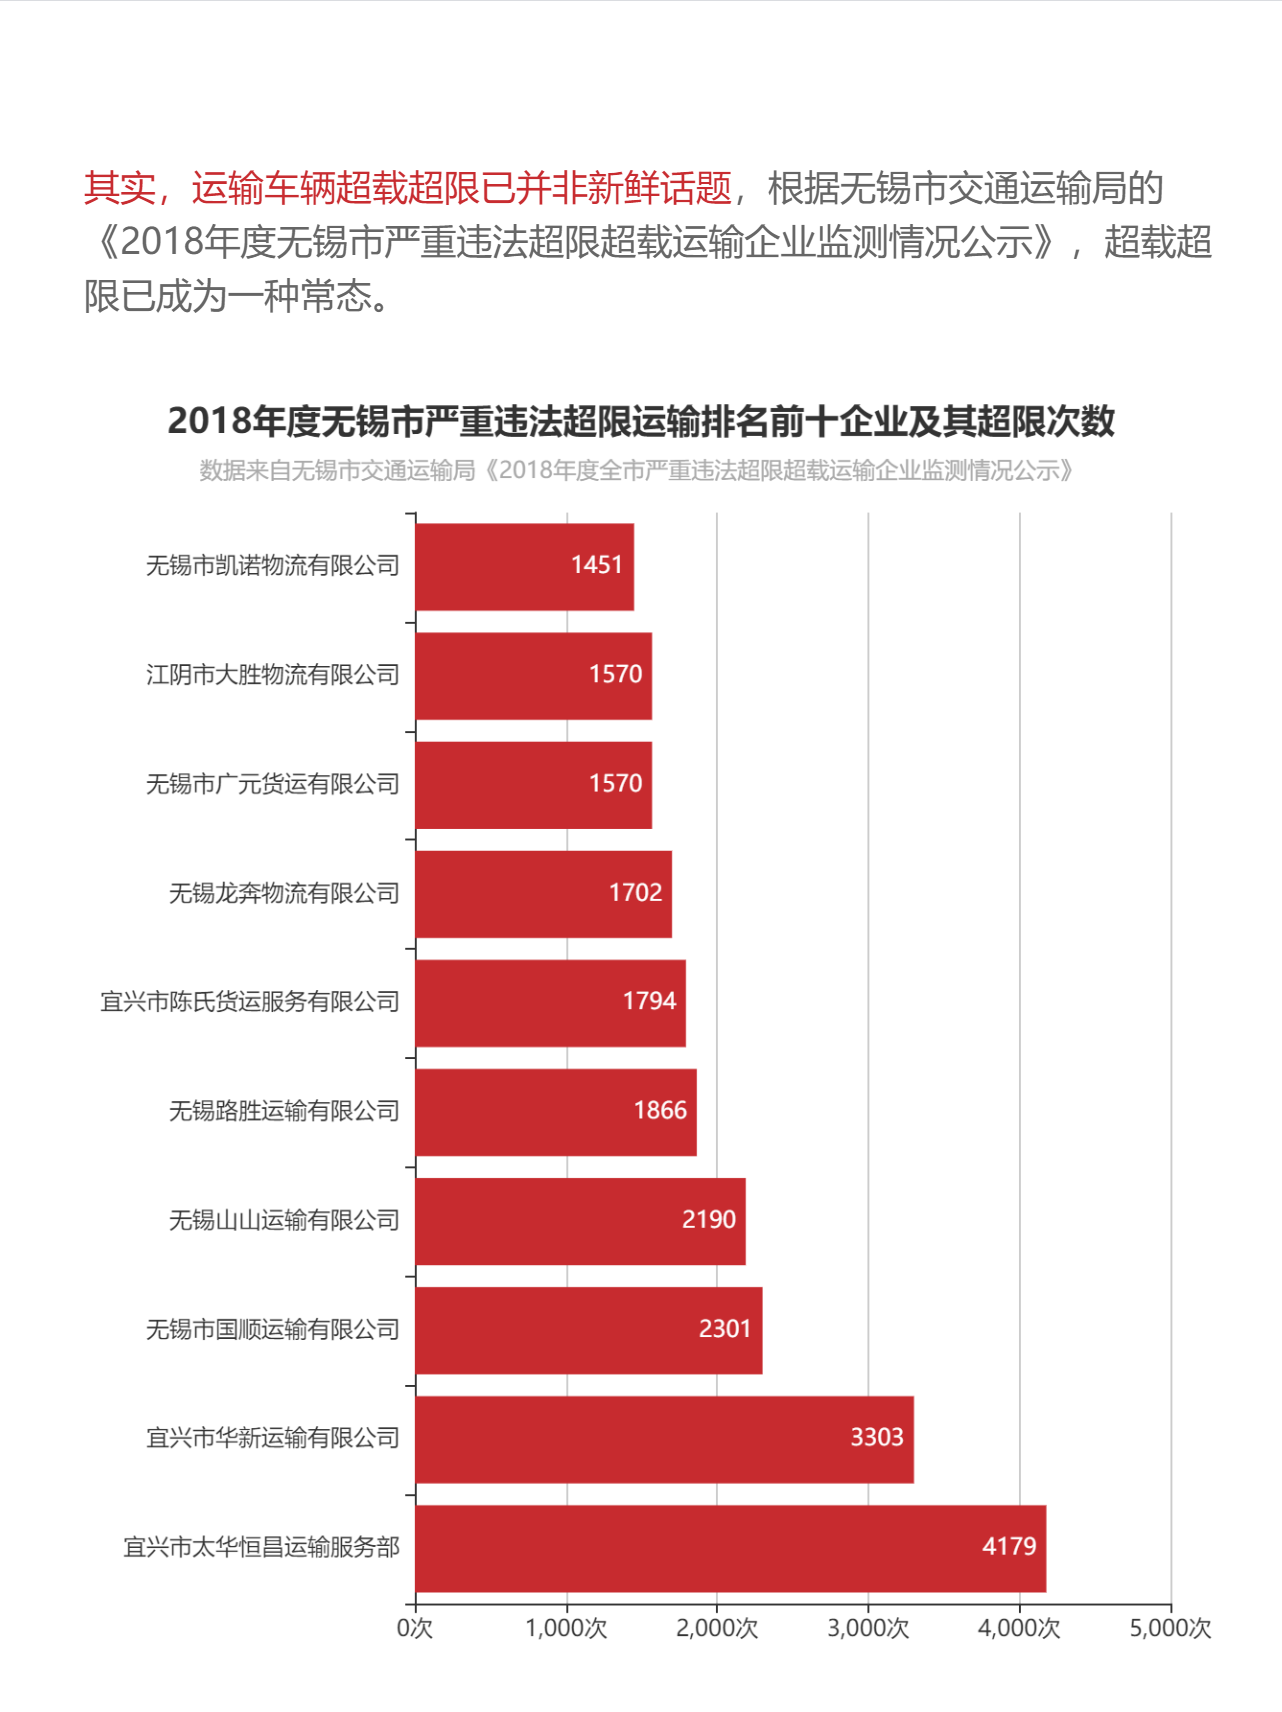 其实，运输车辆超载超限已并非新鲜话题，根据无锡市交通运输局的
《2018年度无锡市严重违法超限超载运输企业监测情况公示》，超载超
限已成为一种常态。
2018年度无锡市严重违法超限运输排名前十企业及其超限次数
数据来自无锡市交通运输局《2018年度全市严重违法超限超载运输企业监测情况公示》
无锡市凯诺物流有限公司 1451
江阴市大胜物流有限公司 1570
无锡市广元货运有限公司 1570
无锡龙奔物流有限公司 1702
宜兴市陈氏货运服务有限公司 1794
无锡路胜运输有限公司 1866
无锡山山运输有限公司 2190
无锡市国顺运输有限公司 2301
宜兴市华新运输有限公司 3303
宜兴市太华恒昌运输服务部 4179
0次 1,000次 2,000次 3,000次 4,000次 5,000次